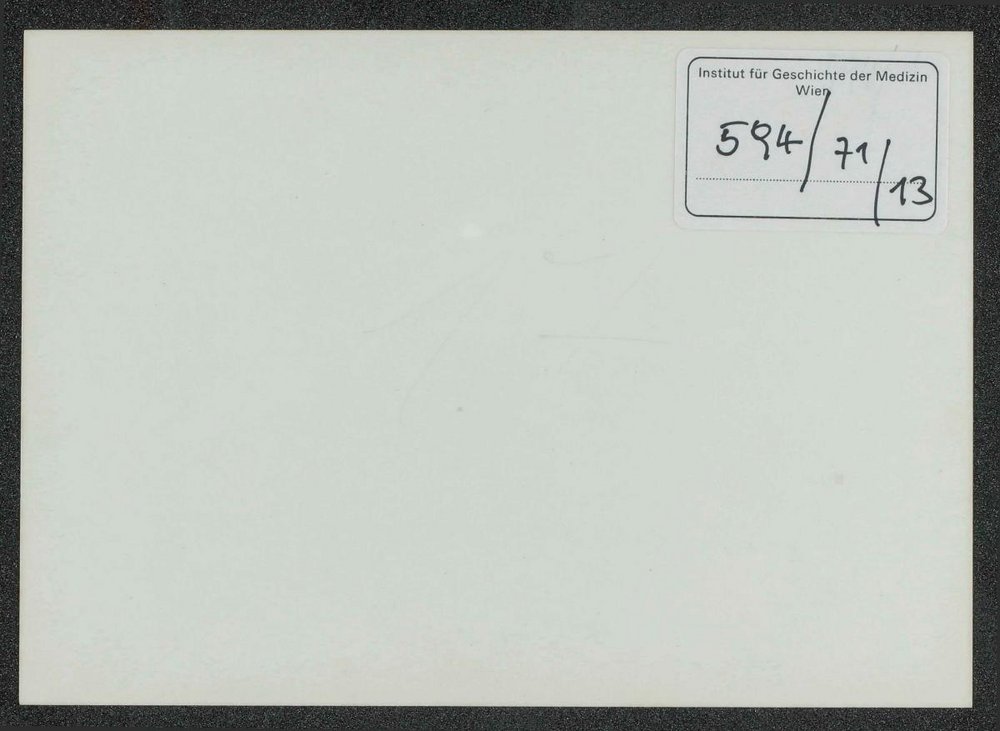 Institut für Geschichte der Medizin
Wien
594/71/13